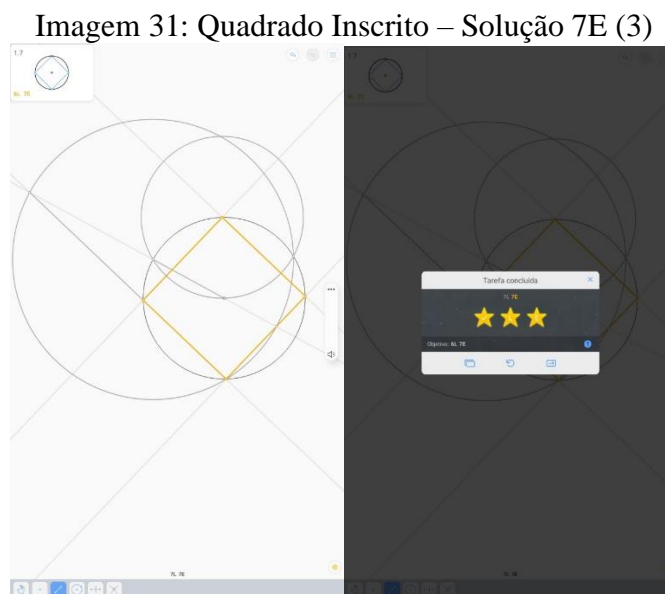 Imagem 31: Quadrado Inscrito – Solução 7E (3)
1.7
6L 7E
7L 7E
Tarefa concluída
7L 7E
Objetivo: 6L 7E